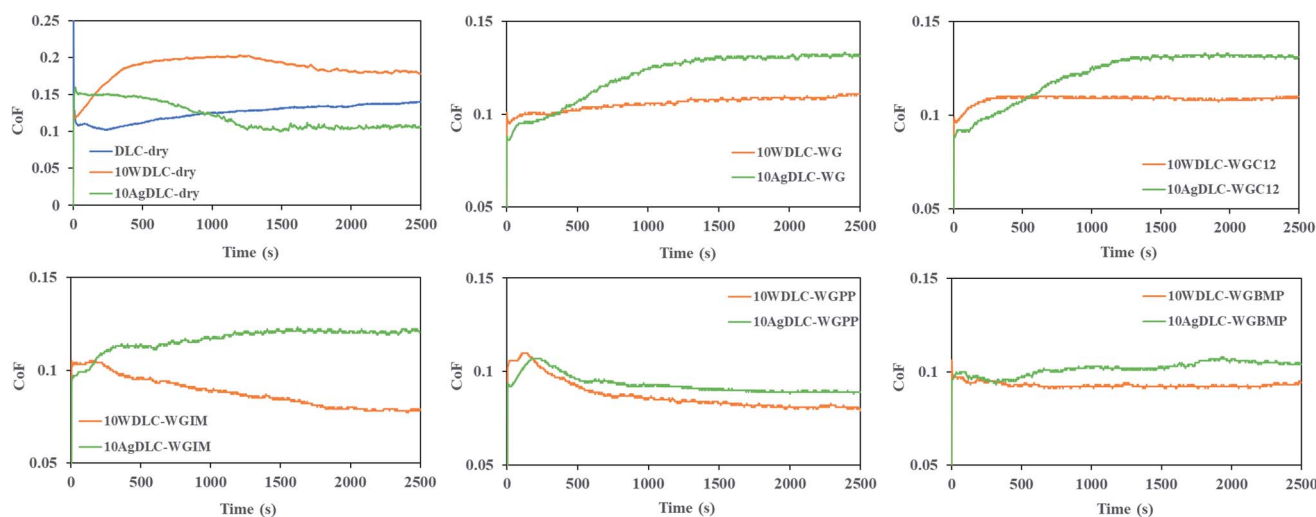 0.25
0.2
0.15
0.1
0.05
0
CoF
DLC-dry
10WDLC-dry
10AgDLC-dry
0 500 1000 1500 2000 2500
Time (s)
0.15
0.1
0.05
CoF
10WDLC-WG
10AgDLC-WG
0 500 1000 1500 2000 2500
Time (s)
0.15
0.1
0.05
CoF
10WDLC-WGC12
10AgDLC-WGC12
0 500 1000 1500 2000 2500
Time (s)
0.15
0.1
0.05
CoF
10WDLC-WGIM
10AgDLC-WGIM
0 500 1000 1500 2000 2500
Time (s)
0.15
0.1
0.05
CoF
10WDLC-WGPP
10AgDLC-WGPP
0 500 1000 1500 2000 2500
Time (s)
0.15
0.1
0.05
CoF
10WDLC-WGBMP
10AgDLC-WGBMP
0 500 1000 1500 2000 2500
Time (s)